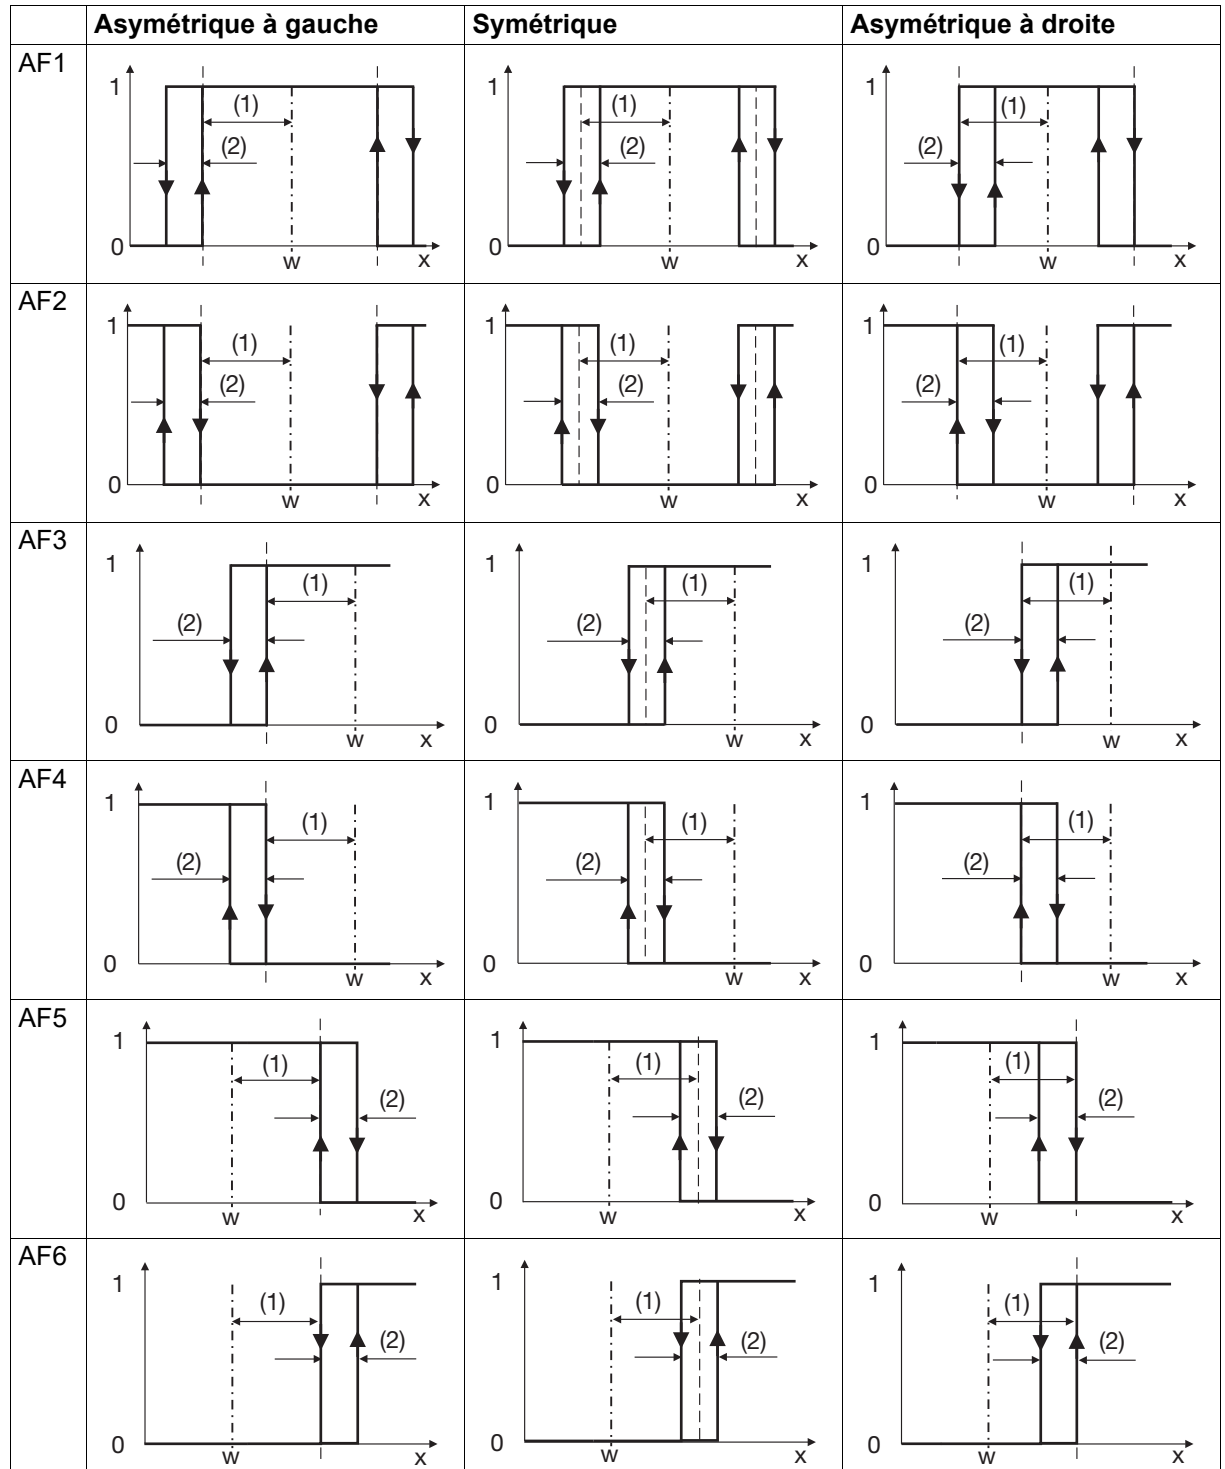 Asymétrique à gauche Symétrique Asymétrique à droite
AF1
1 (1) (2) 0 w x
1 (1) (2) 0 w x
1 (1) (2) 0 w x
AF2
1 (1) (2) 0 w x
1 (1) (2) 0 w x
1 (1) (2) 0 w x
AF3
1 (1) (2) 0 w x
1 (1) (2) 0 w x
1 (1) (2) 0 w x
AF4
1 (1) (2) 0 w x
1 (1) (2) 0 w x
1 (1) (2) 0 w x
AF5
1 (1) (2) 0 w x
1 (1) (2) 0 w x
1 (1) (2) 0 w x
AF6
1 (1) (2) 0 w x
1 (1) (2) 0 w x
1 (1) (2) 0 w x